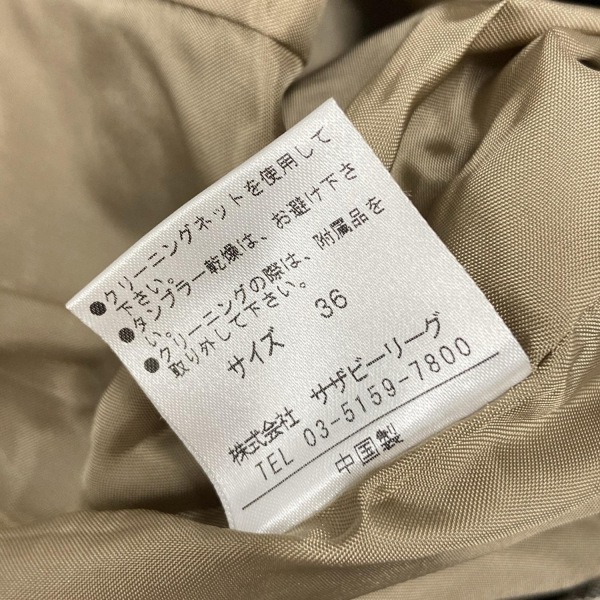 ●クリーニングネットを使用して
下さい。
●タンブラー乾燥は、お避け下さ
い。
●クリーニングの際は、附属品を
取り外して下さい。
サイズ 36
株式会社 サザビーリーグ
TEL 03-5159-7800
中国製